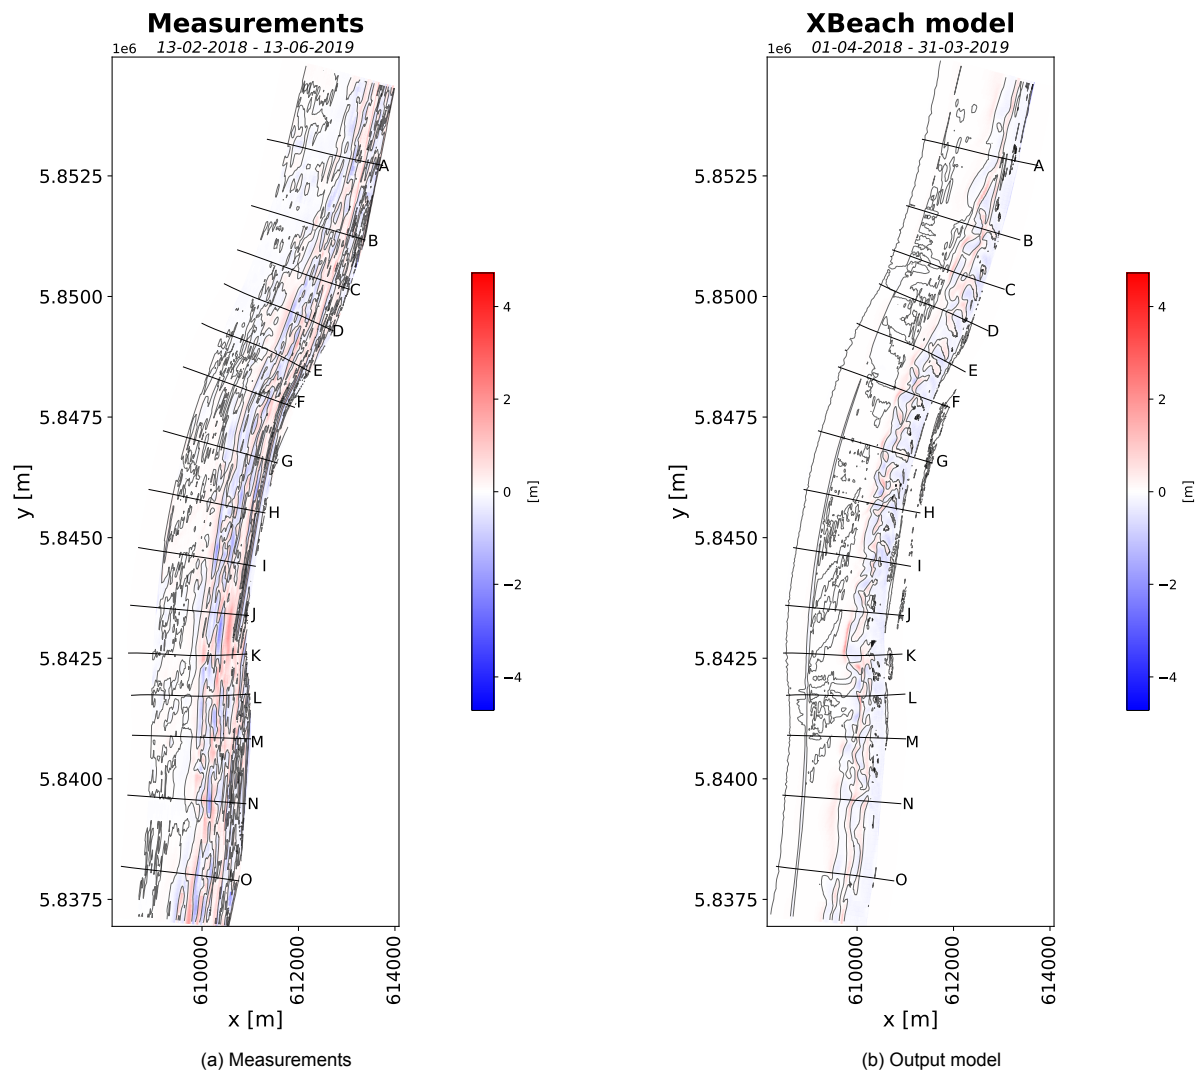 Measurements
13-02-2018 - 13-06-2019
1e6
5.8525
5.8500
5.8475
5.8450
5.8425
5.8400
5.8375
y [m]
A
B
C
D
E
F
G
H
I
J
K
L
M
N
O
610000
612000
614000
x [m]
4
2
0
−2
−4
[m]
(a) Measurements
XBeach model
01-04-2018 - 31-03-2019
1e6
5.8525
5.8500
5.8475
5.8450
5.8425
5.8400
5.8375
y [m]
A
B
C
D
E
F
G
H
I
J
K
L
M
N
O
610000
612000
614000
x [m]
4
2
0
−2
−4
[m]
(b) Output model